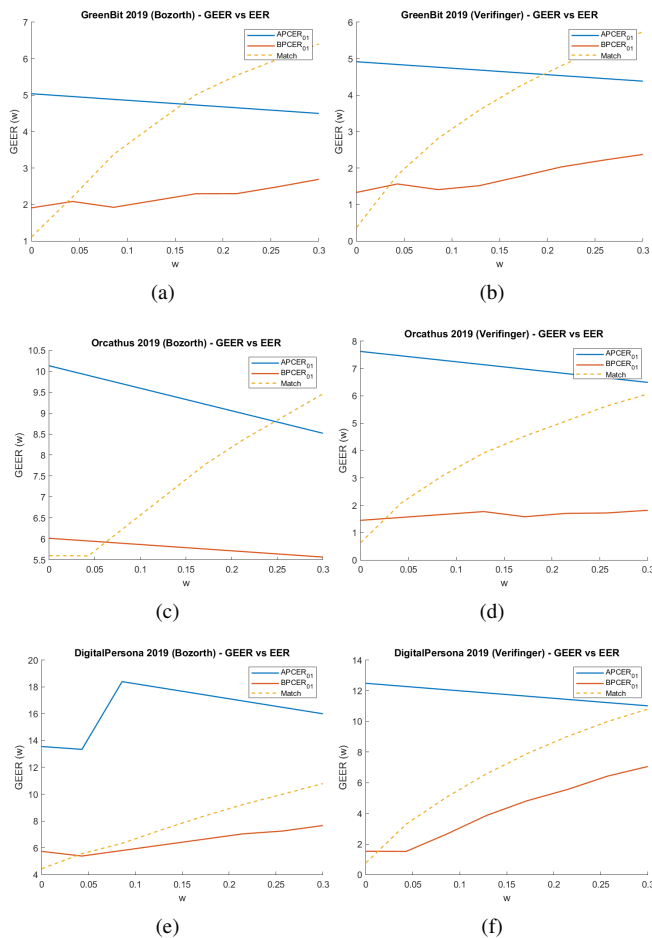 GreenBit 2019 (Bozorth) - GEER vs EER
7
6
5
4
3
2
1
GEER (w)
APCER01
BPCER01
Match
0 0.05 0.1 0.15 0.2 0.25 0.3
w
(a)
GreenBit 2019 (Verifinger) - GEER vs EER
6
5
4
3
2
1
0
GEER (w)
APCER01
BPCER01
Match
0 0.05 0.1 0.15 0.2 0.25 0.3
w
(b)
Orcathus 2019 (Bozorth) - GEER vs EER
10.5
10
9.5
9
8.5
8
7.5
7
6.5
6
5.5
GEER (w)
APCER01
BPCER01
Match
0 0.05 0.1 0.15 0.2 0.25 0.3
w
(c)
Orcathus 2019 (Verifinger) - GEER vs EER
8
7
6
5
4
3
2
1
0
GEER (w)
APCER01
BPCER01
Match
0 0.05 0.1 0.15 0.2 0.25 0.3
w
(d)
DigitalPersona 2019 (Bozorth) - GEER vs EER
20
18
16
14
12
10
8
6
4
GEER (w)
APCER01
BPCER01
Match
0 0.05 0.1 0.15 0.2 0.25 0.3
w
(e)
DigitalPersona 2019 (Verifinger) - GEER vs EER
14
12
10
8
6
4
2
0
GEER (w)
APCER01
BPCER01
Match
0 0.05 0.1 0.15 0.2 0.25 0.3
w
(f)